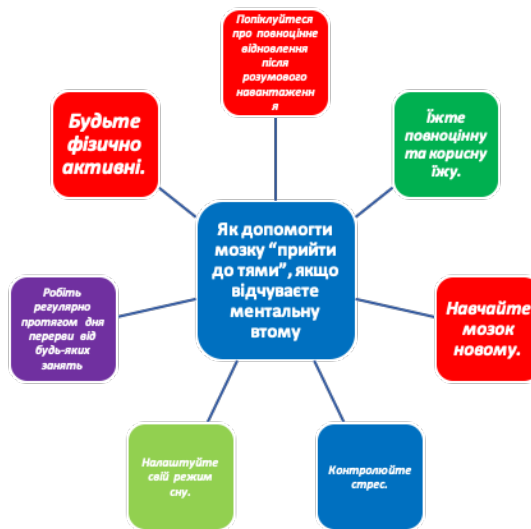 Попіклуйтеся
про повноцінне
відновлення
після
розумового
навантаженн
я
Їжте
повноцінну
та корисну
їжу.
Навчайте
мозок
новому.
Контролюйте
стрес.
Налаштуйте
свій режим
сну.
Робіть
регулярно
протягом дня
перерви від
будь-яких
занять
Будьте
фізично
активні.
Як допомогти
мозку “прийти
до тями”, якщо
відчуваєте
ментальну
втому